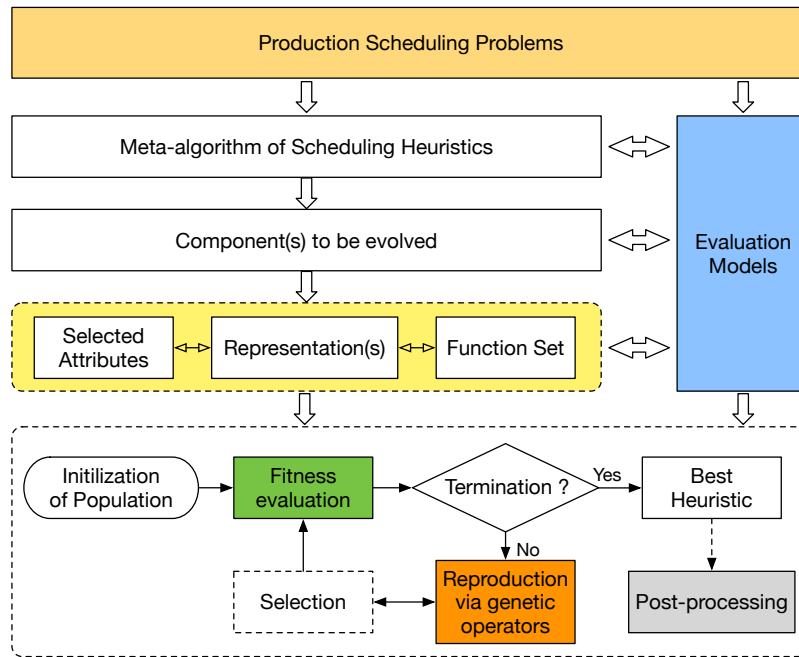 Production Scheduling Problems
Meta-algorithm of Scheduling Heuristics
Component(s) to be evolved
Evaluation
Models
Selected
Attributes
Representation(s)
Function Set
Initilization
of Population
Fitness
evaluation
Termination ?
Yes
Best
Heuristic
No
Selection
Reproduction
via genetic
operators
Post-processing